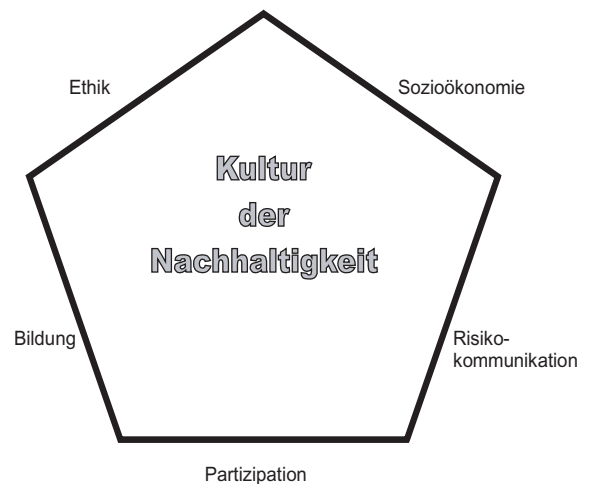 Ethik
Sozioökonomie
Kultur
der
Nachhaltigkeit
Bildung
Risiko-
kommunikation
Partizipation